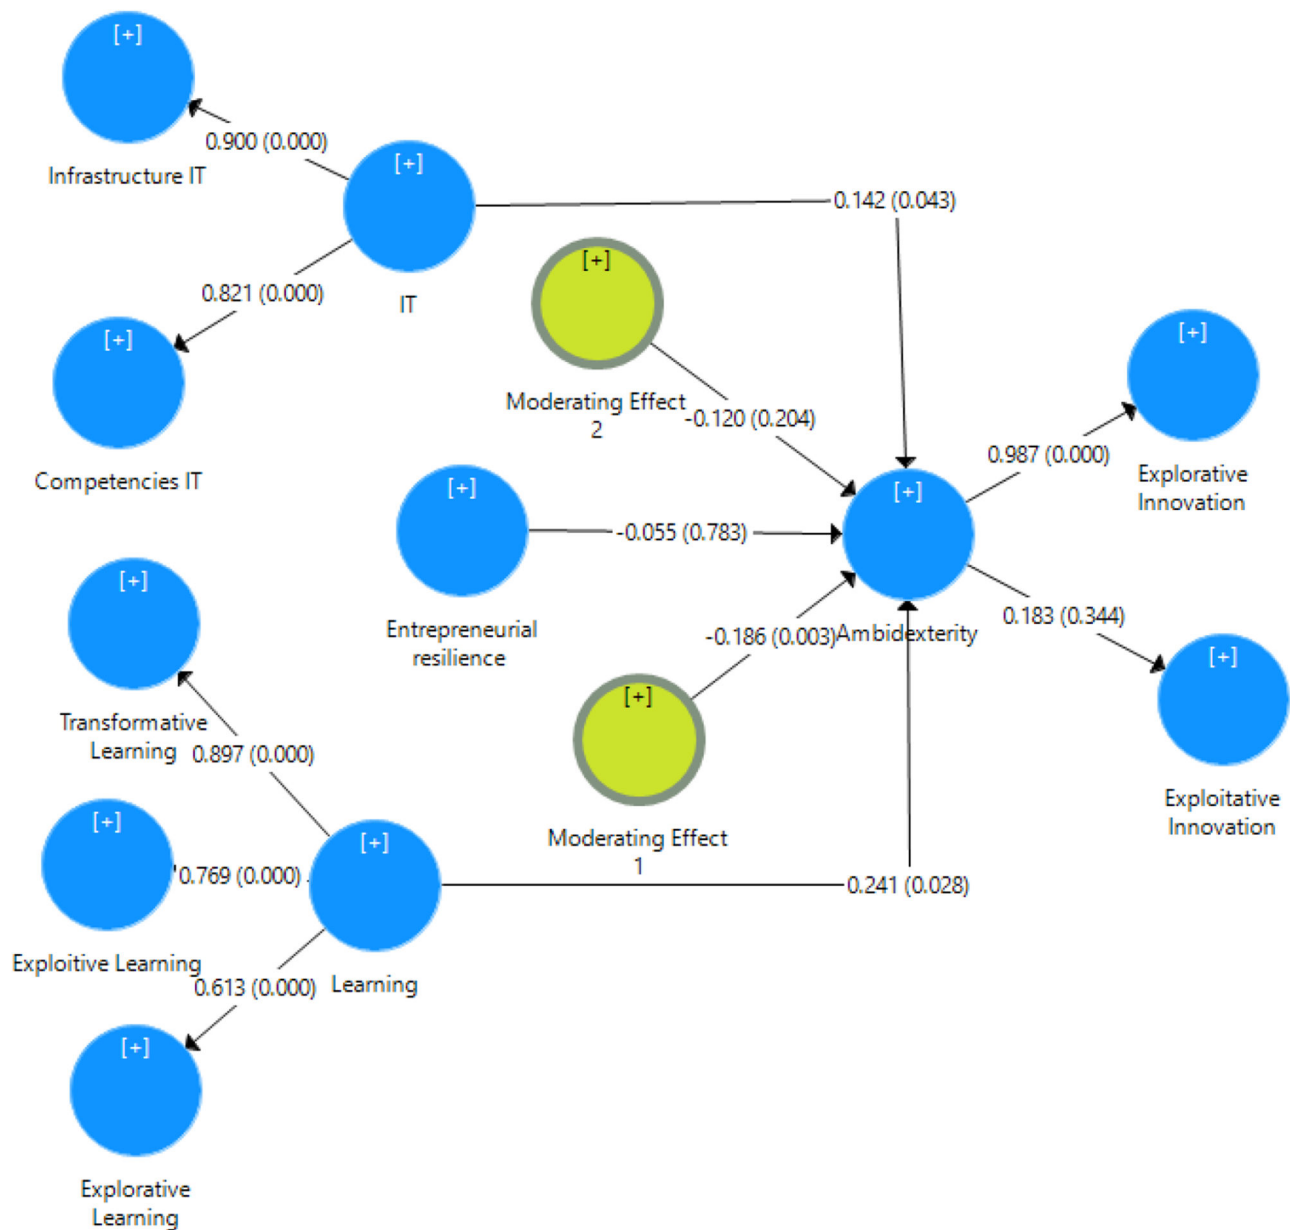 [+]
Infrastructure IT
0.900 (0.000)
[+]
IT
0.821 (0.000)
[+]
Competencies IT
0.142 (0.043)
[+]
Moderating Effect
2
-0.120 (0.204)
[+]
Entrepreneurial
resilience
-0.055 (0.783)
[+]
Ambidexterity
0.987 (0.000)
[+]
Explorative
Innovation
0.183 (0.344)
[+]
Exploitative
Innovation
-0.186 (0.003)
[+]
Moderating Effect
1
[+]
Transformative
Learning
0.897 (0.000)
[+]
Exploitive Learning
0.769 (0.000)
[+]
Learning
0.241 (0.028)
0.613 (0.000)
[+]
Explorative
Learning